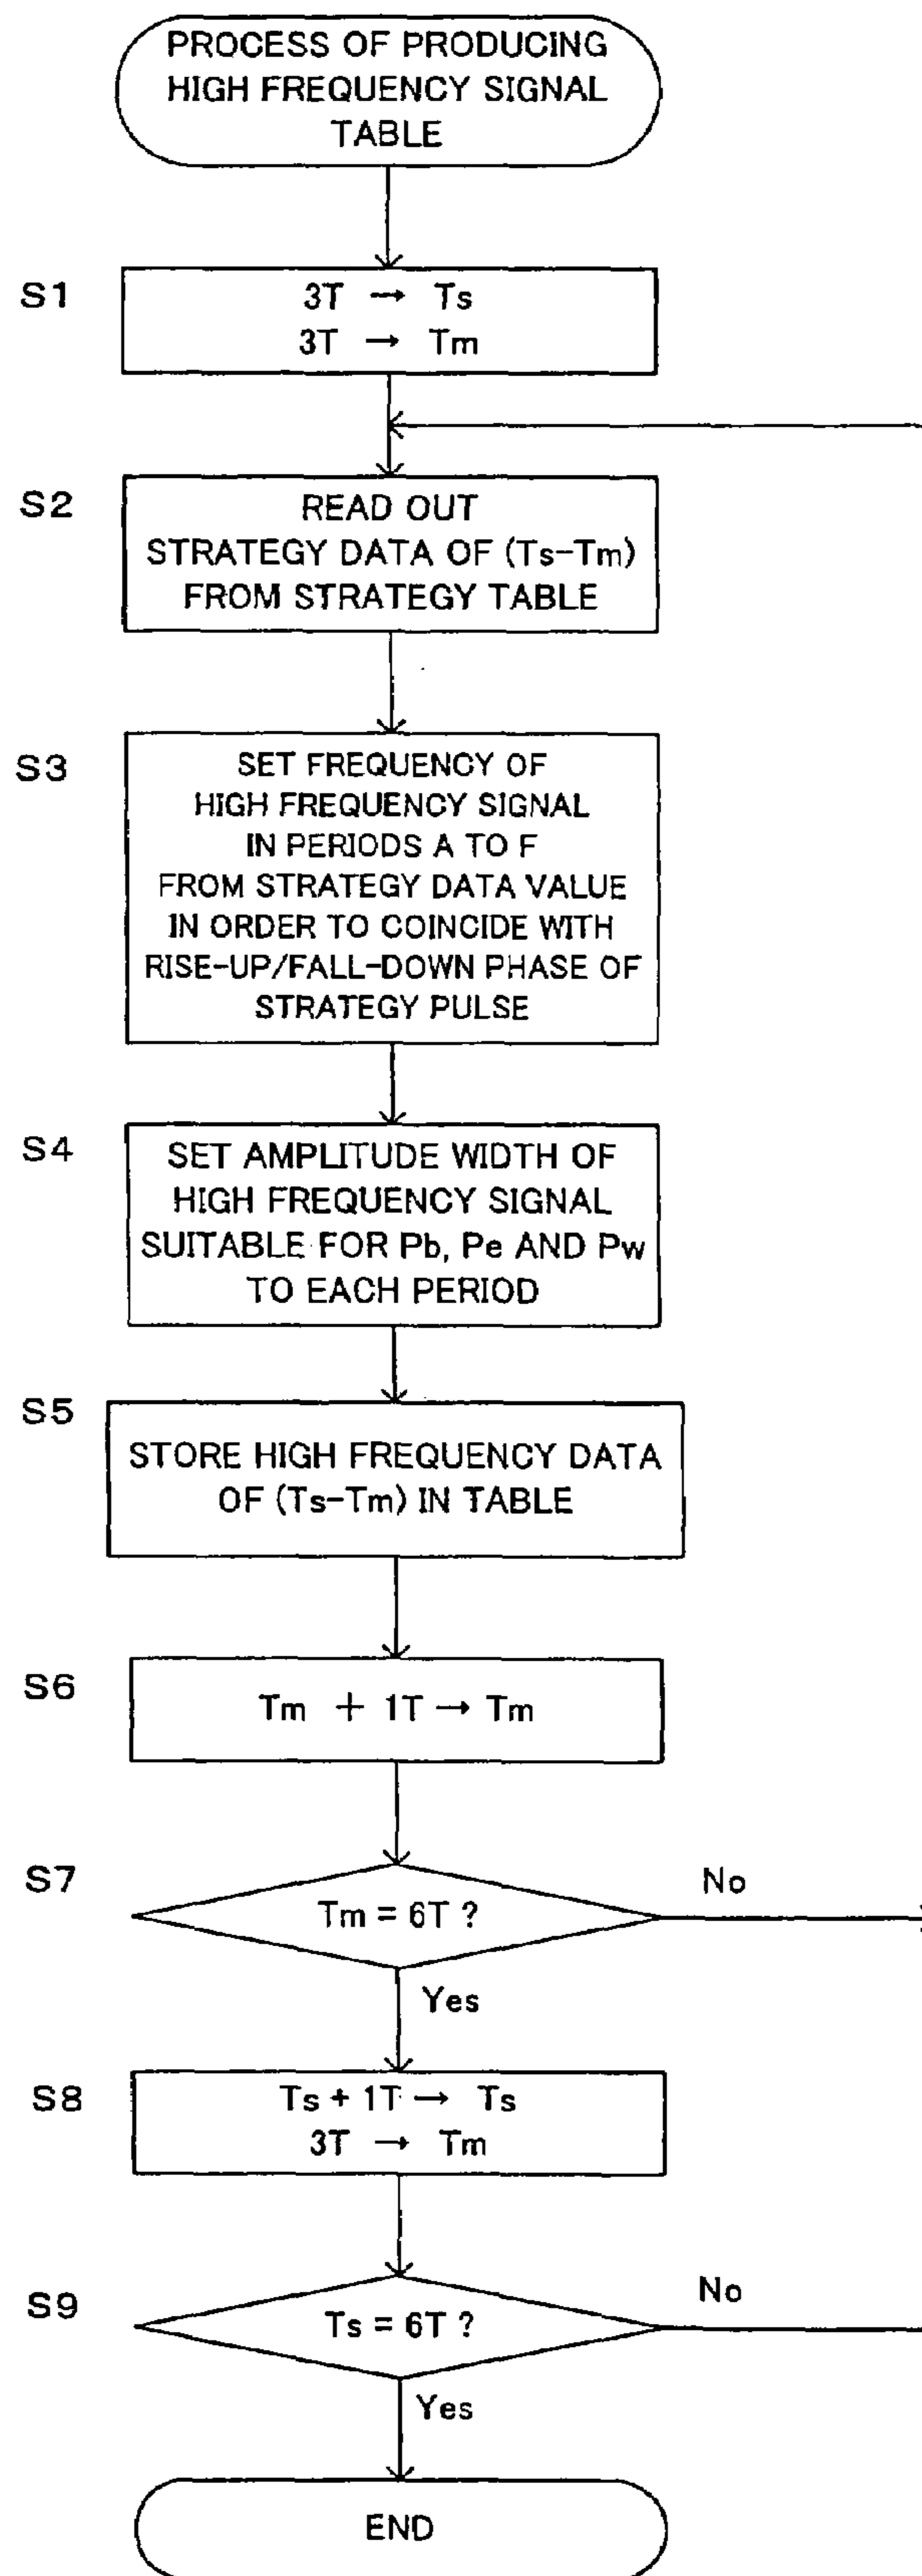 PROCESS OF PRODUCING
HIGH FREQUENCY SIGNAL
TABLE
S1
3T → Ts
3T → Tm
S2
READ OUT
STRATEGY DATA OF (Ts-Tm)
FROM STRATEGY TABLE
S3
SET FREQUENCY OF
HIGH FREQUENCY SIGNAL
IN PERIODS A TO F
FROM STRATEGY DATA VALUE
IN ORDER TO COINCIDE WITH
RISE-UP/FALL-DOWN PHASE OF
STRATEGY PULSE
S4
SET AMPLITUDE WIDTH OF
HIGH FREQUENCY SIGNAL
SUITABLE FOR Pb, Pe AND Pw
TO EACH PERIOD
S5
STORE HIGH FREQUENCY DATA
OF (Ts-Tm) IN TABLE
S6
Tm + 1T → Tm
S7
Tm = 6T ?
No
Yes
S8
Ts + 1T → Ts
3T → Tm
S9
Ts = 6T ?
No
Yes
END